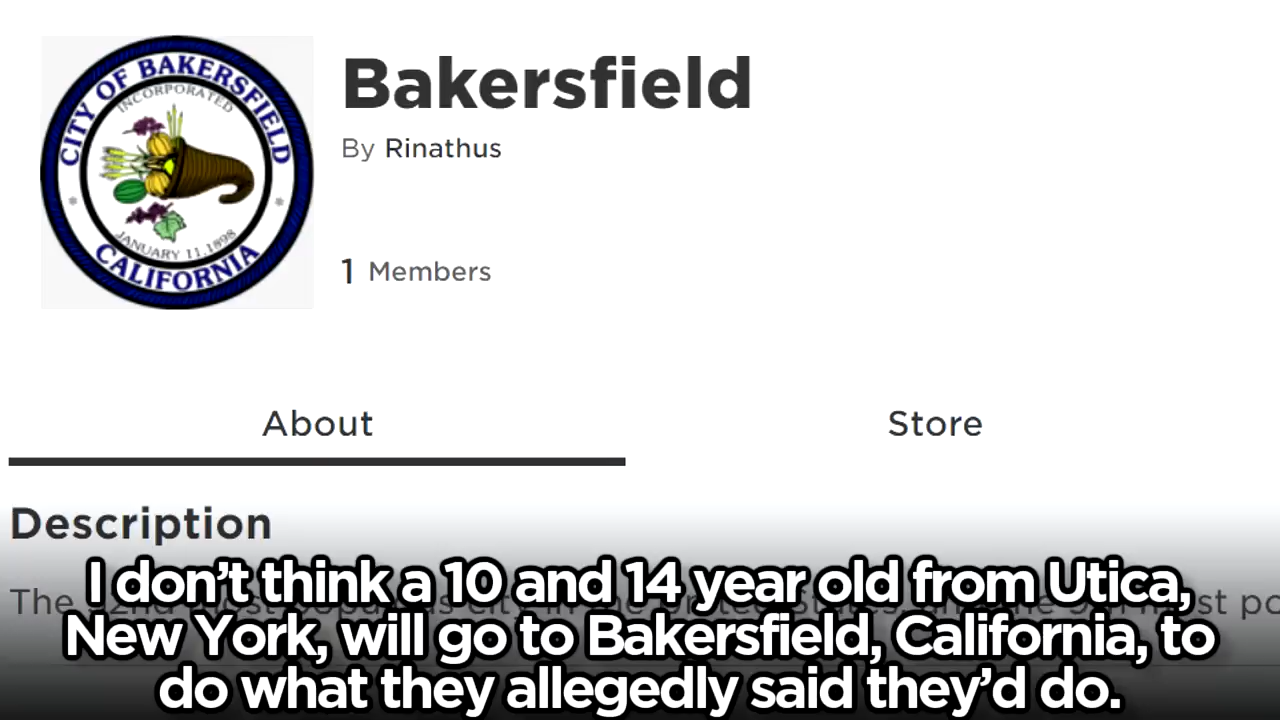 CITY OF BAKERSFIELD
INCORPORATED
JANUARY 11, 1898
CALIFORNIA
Bakersfield
By Rinathus
1 Members
About
Store
Description
The
I don't think a 10 and 14 year old from Utica,
New York, will go to Bakersfield, California, to
do what they allegedly said they'd do.